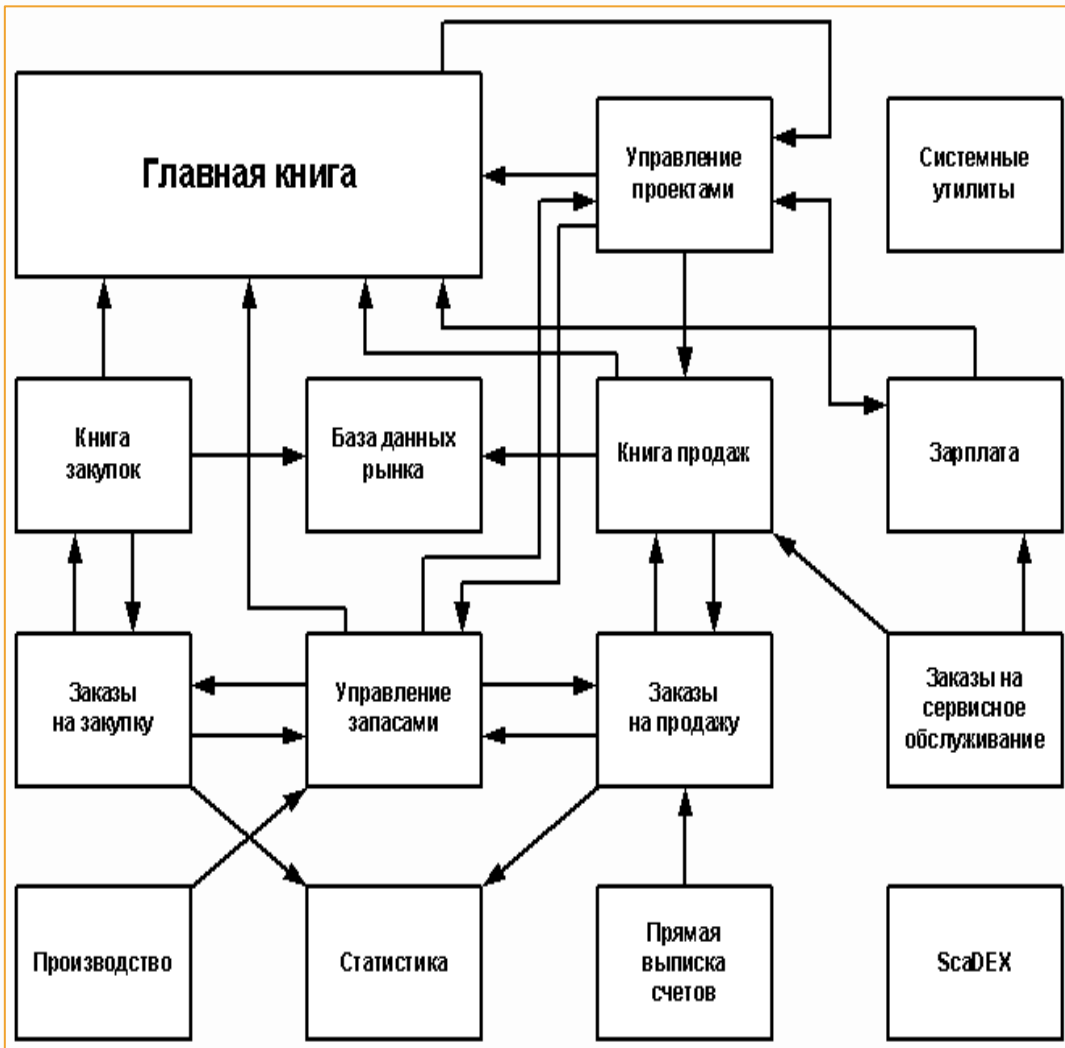 Главная книга
Управление
проектами
Системные
утилиты
Книга
закупок
База данных
рынка
Книга продаж
Зарплата
Заказы
на закупку
Управление
запасами
Заказы
на продажу
Заказы на
сервисное
обслуживание
Производство
Статистика
Прямая
выписка
счетов
ScaDEX